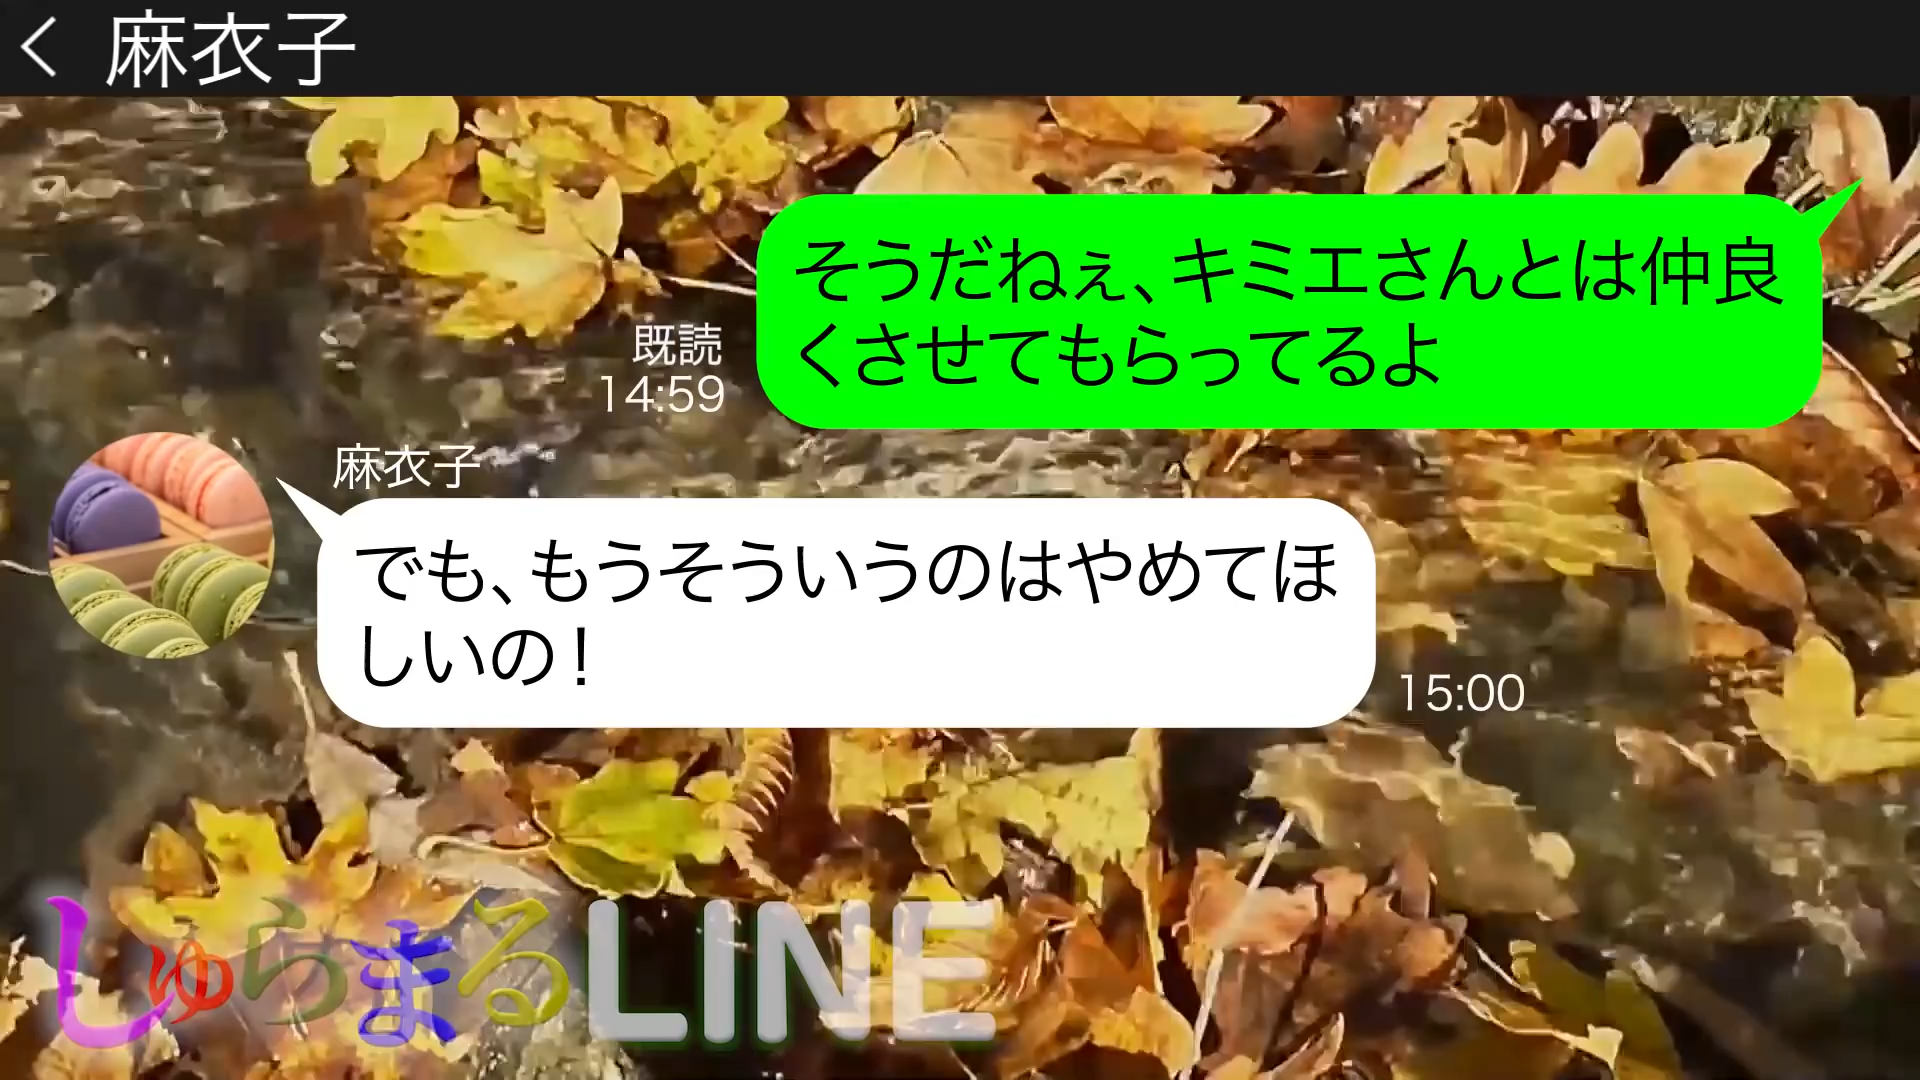 麻衣子
そうだねぇ、キミエさんとは仲良
くさせてもらってるよ
既読
14:59
麻衣子
でも、もうそういうのはやめてほ
しいの！
15:00
しゅらまるLINE